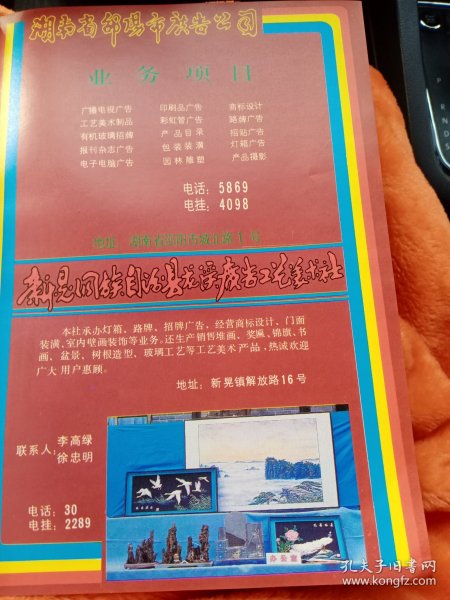 湖南省邵阳市廣告公司
业务项目
广播电视广告 印刷品广告 商标设计
工艺美术制品 彩虹管广告 路牌广告
有机玻璃招牌 产品目录 招贴广告
报刊杂志广告 包装装潢 灯箱广告
电子电脑广告 园林雕塑 产品摄影
电话：5869
电挂：4098
新晃侗族自治县龙溪廣告工艺美术社
本社承办灯箱、路牌、招牌广告，经营商标设计、门面
装潢、室内壁画装饰等业务。还生产销售堆画、奖匾、锦旗、书
画、盆景、树根造型、玻璃工艺等工艺美术产品，热诚欢迎
广大用户惠顾。
地址：新晃镇解放路16号
联系人：李高绿
徐忠明
电话：30
电挂：2289
办公室
孔夫子旧书网
www.kongfz.com
P
R
N
D
S